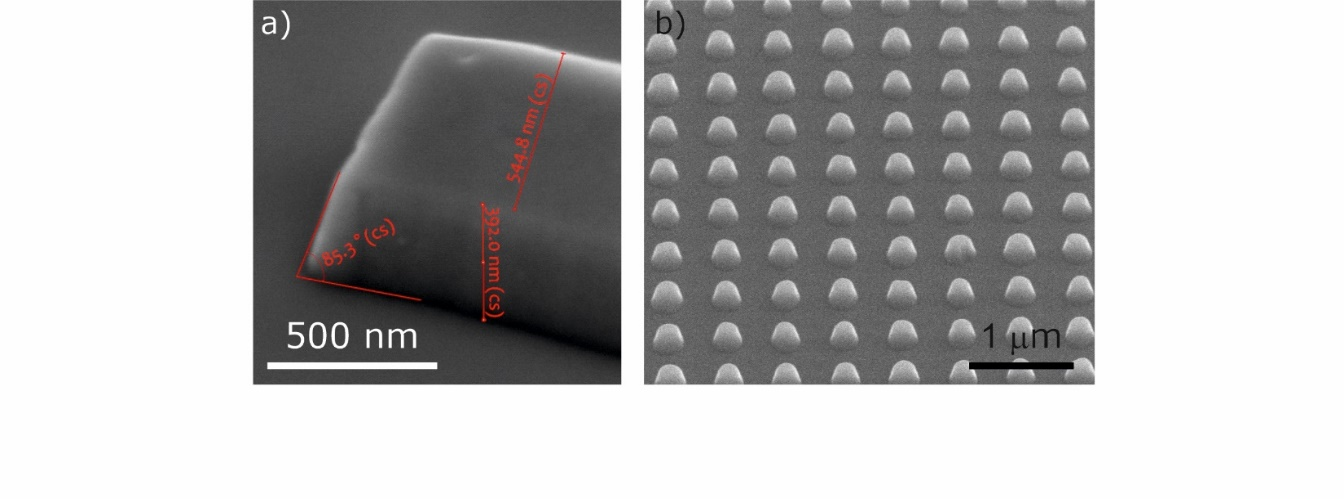 a)
544.8 nm (cs)
392.0 nm (cs)
85.3° (cs)
500 nm
b)
1 μm